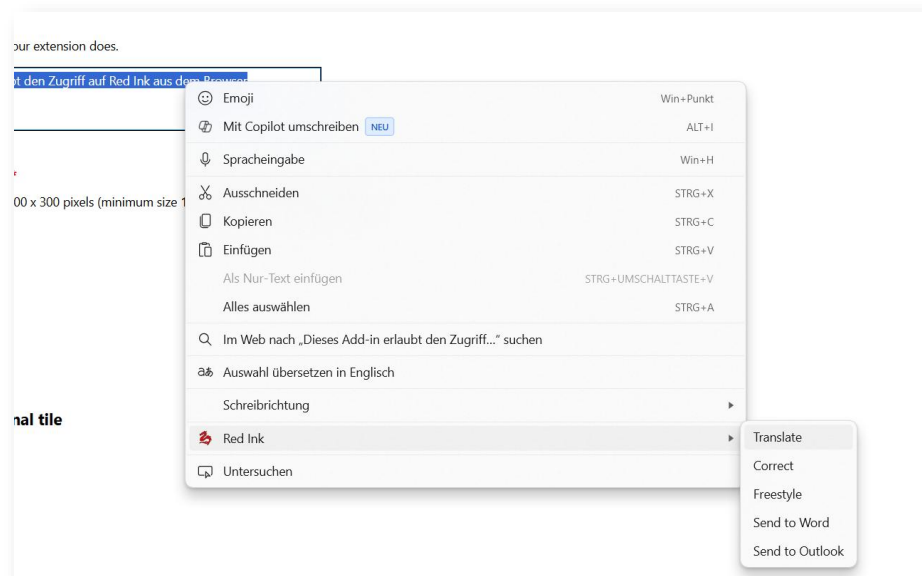 our extension does.
bt den Zugriff auf Red Ink aus dem Browser
Emoji Win+Punkt
Mit Copilot umschreiben NEU ALT+I
Spracheingabe Win+H
*
00 x 300 pixels (minimum size 1
Ausschneiden STRG+X
Kopieren STRG+C
Einfügen STRG+V
Als Nur-Text einfügen STRG+UMSCHALTTASTE+V
Alles auswählen STRG+A
Im Web nach „Dieses Add-in erlaubt den Zugriff...“ suchen
Auswahl übersetzen in Englisch
Schreibrichtung
nal tile
Red Ink
Untersuchen
Translate
Correct
Freestyle
Send to Word
Send to Outlook